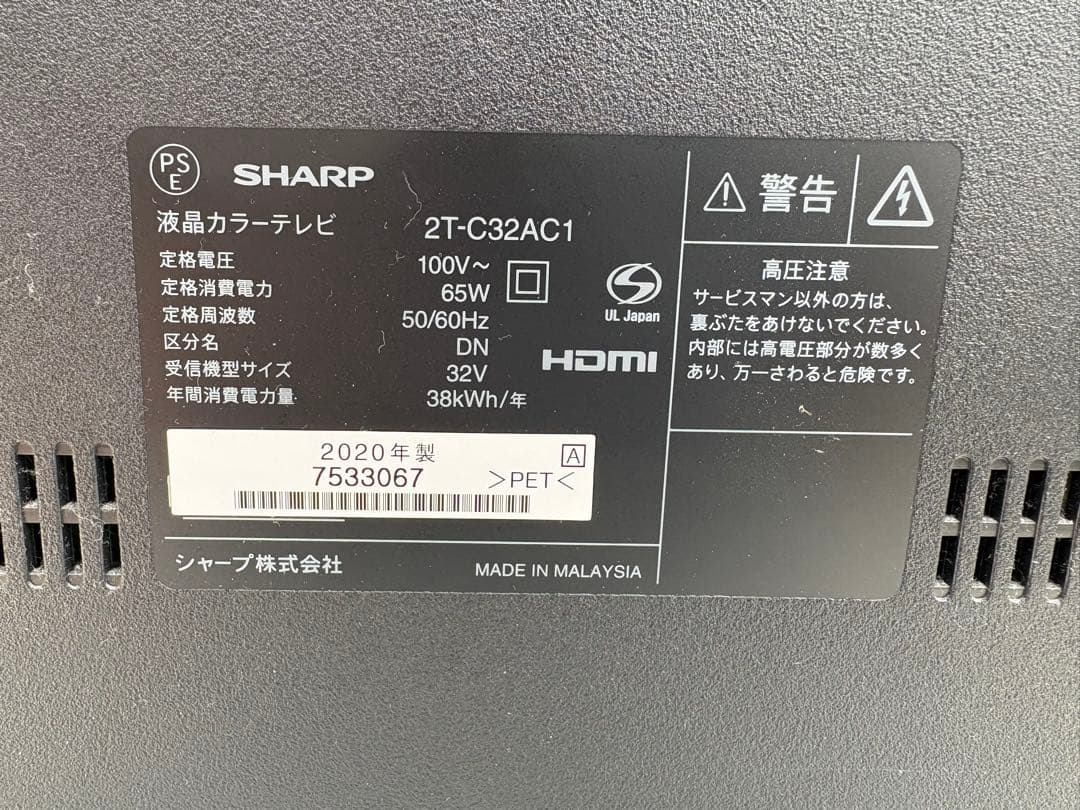 PS
E
SHARP
液晶カラーテレビ 2T-C32AC1
定格電圧 100V～
定格消費電力 65W
定格周波数 50/60Hz
区分名 DN
受信機型サイズ 32V
年間消費電力量 38kWh/年
S
UL Japan
HDMI
2020年製 A
7533067 >PET<
シャープ株式会社 MADE IN MALAYSIA
警告
高圧注意
サービスマン以外の方は、
裏ぶたをあけないでください。
内部には高電圧部分が数多く
あり、万一さわると危険です。